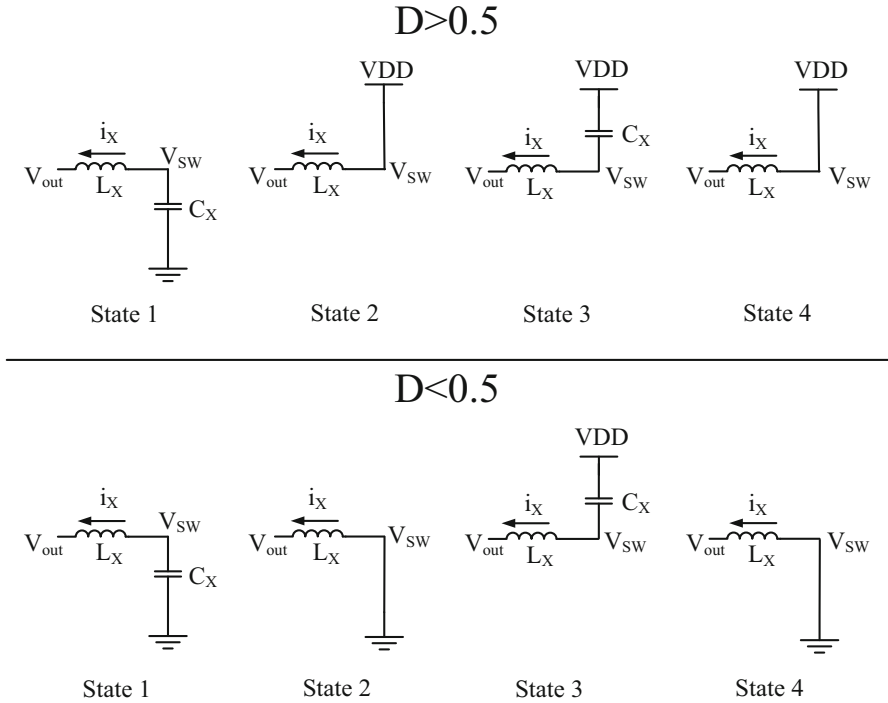 D>0.5
VDD
VDD
VDD
i_X
V_SW
V_out
L_X
C_X
i_X
V_out
L_X
V_SW
i_X
C_X
V_out
L_X
V_SW
i_X
V_out
L_X
V_SW
State 1
State 2
State 3
State 4
D<0.5
VDD
i_X
V_SW
V_out
L_X
C_X
i_X
V_out
L_X
V_SW
i_X
C_X
V_out
L_X
V_SW
i_X
V_out
L_X
V_SW
State 1
State 2
State 3
State 4